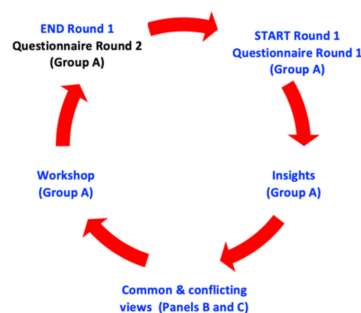 END Round 1
Questionnaire Round 2
(Group A)
START Round 1
Questionnaire Round 1
(Group A)
Insights
(Group A)
Common & conflicting
views (Panels B and C)
Workshop
(Group A)